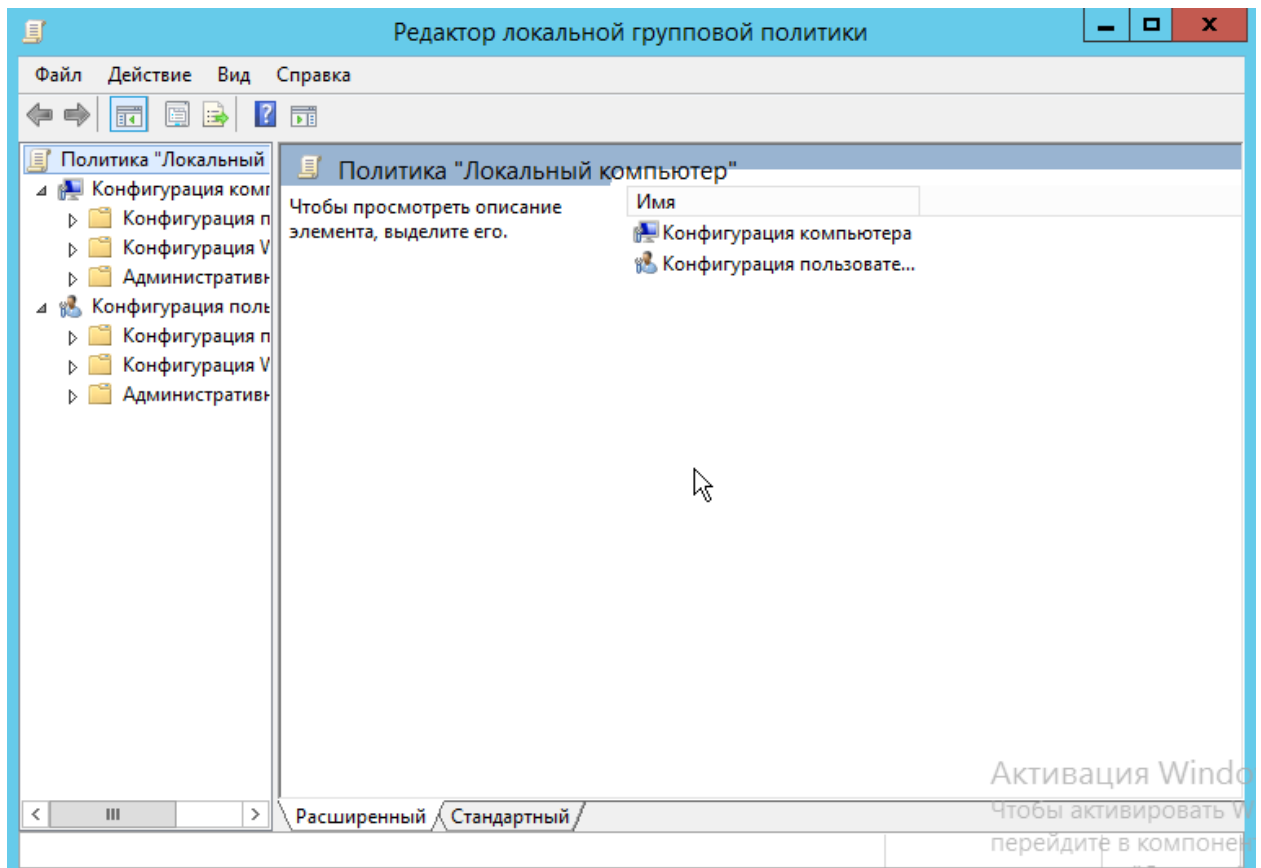 Редактор локальной групповой политики
Файл Действие Вид Справка
Политика "Локальный
Конфигурация комп
Конфигурация п
Конфигурация W
Административн
Конфигурация поль
Конфигурация п
Конфигурация W
Административн
Политика "Локальный компьютер"
Чтобы просмотреть описание
элемента, выделите его.
Имя
Конфигурация компьютера
Конфигурация пользовате...
Расширенный Стандартный
Активация Windo
Чтобы активировать W
перейдите в компонен